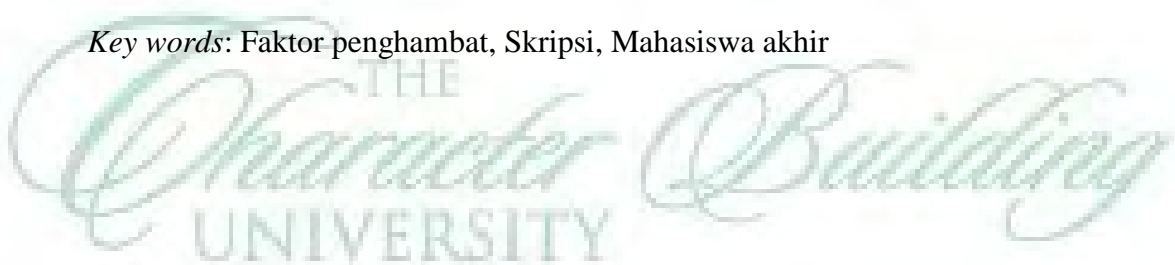 Key words: Faktor penghambat, Skripsi, Mahasiswa akhir
THE
Character Building
UNIVERSITY